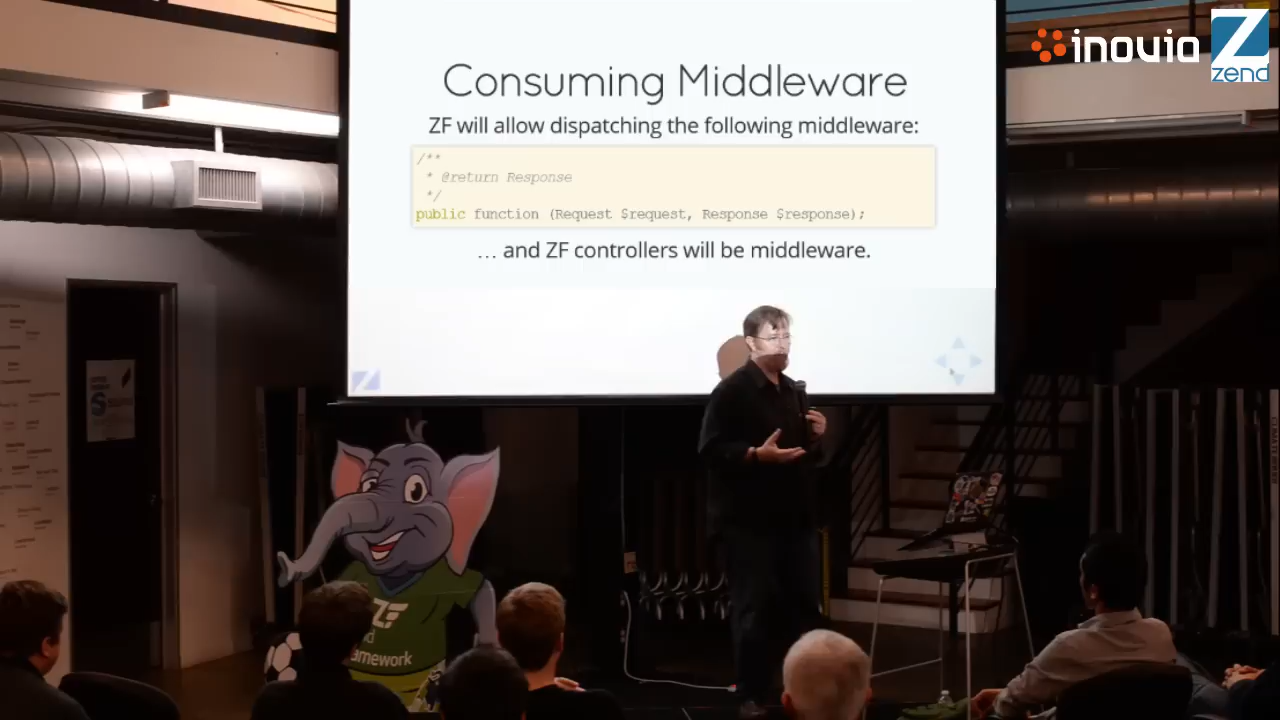 inovia
Z
zend
Consuming Middleware
ZF will allow dispatching the following middleware:
/**
* @return Response
*/
public function (Request $request, Response $response);
... and ZF controllers will be middleware.
ZF
amework